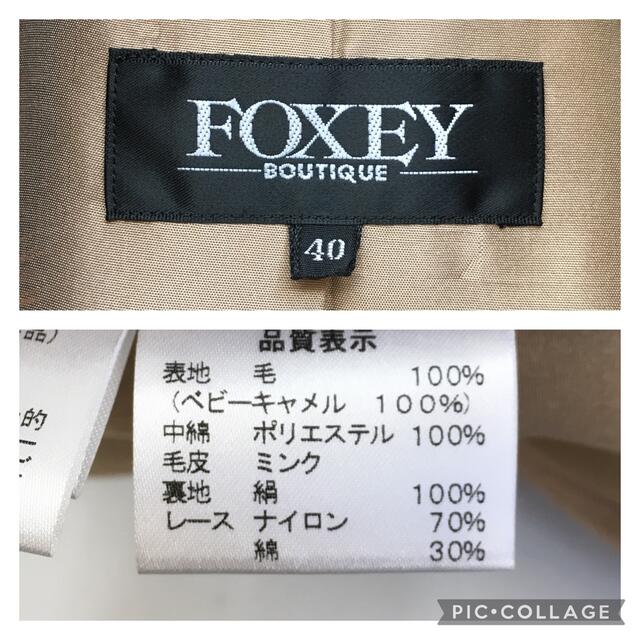 FOXEY
BOUTIQUE
40
品)
的
品質表示
表地 毛 100%
(ベビーキャメル 100%)
中綿 ポリエステル 100%
毛皮 ミンク
裏地 絹 100%
レース ナイロン 70%
綿 30%
PIC•COLLAGE